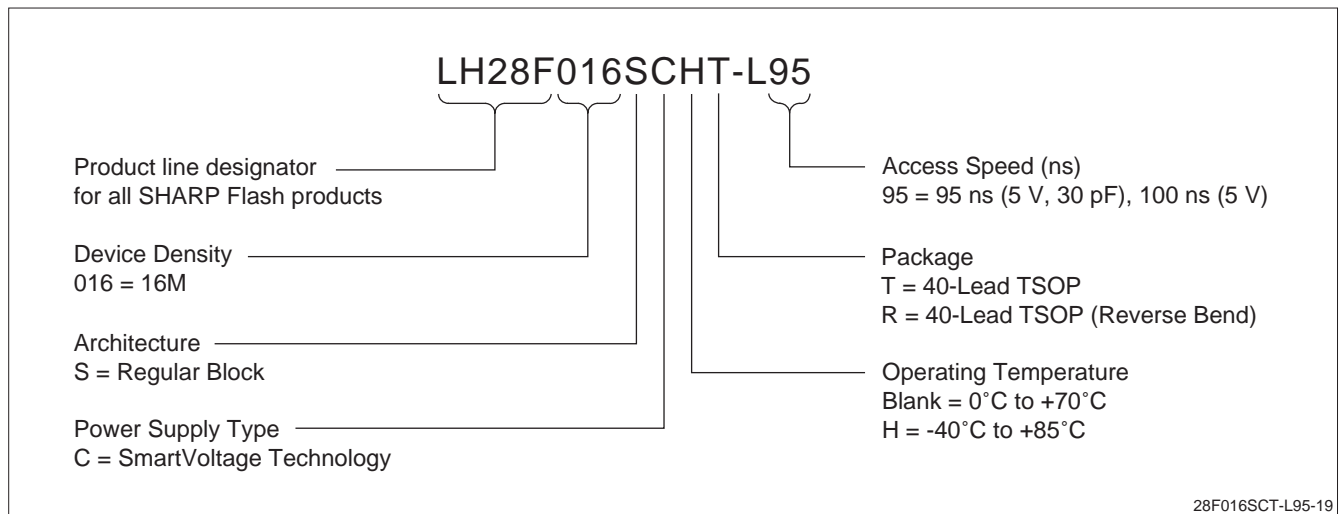 LH28F016SCHT-L95
Product line designator
for all SHARP Flash products
Device Density
016 = 16M
Architecture
S = Regular Block
Power Supply Type
C = SmartVoltage Technology
Access Speed (ns)
95 = 95 ns (5 V, 30 pF), 100 ns (5 V)
Package
T = 40-Lead TSOP
R = 40-Lead TSOP (Reverse Bend)
Operating Temperature
Blank = 0˚C to +70˚C
H = -40˚C to +85˚C
28F016SCT-L95-19